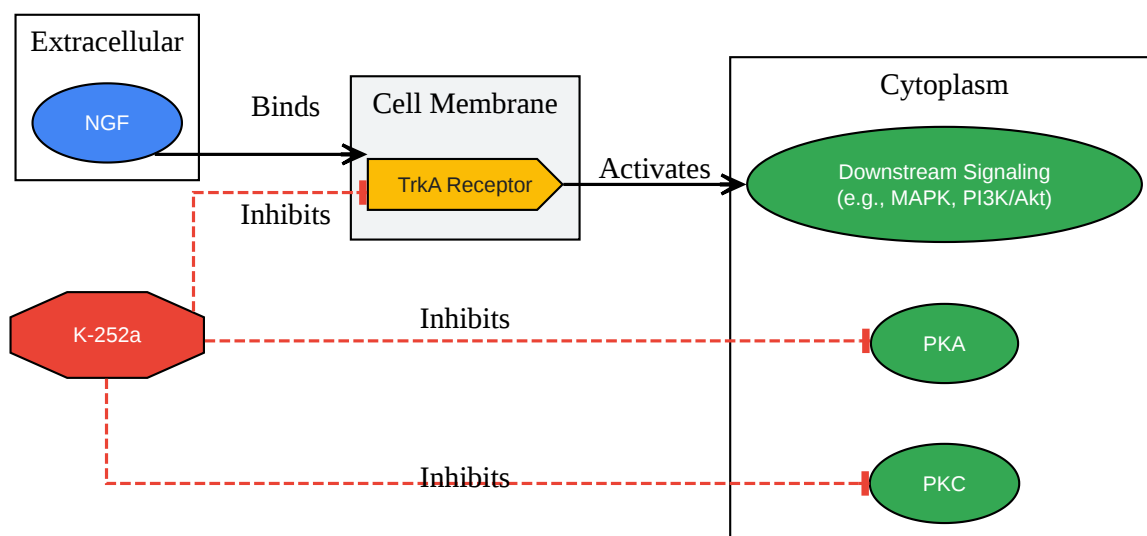 Extracellular
NGF
Binds
Cell Membrane
TrkA Receptor
Inhibits
Activates
Cytoplasm
Downstream Signaling
(e.g., MAPK, PI3K/Akt)
K-252a
Inhibits
PKA
Inhibits
PKC